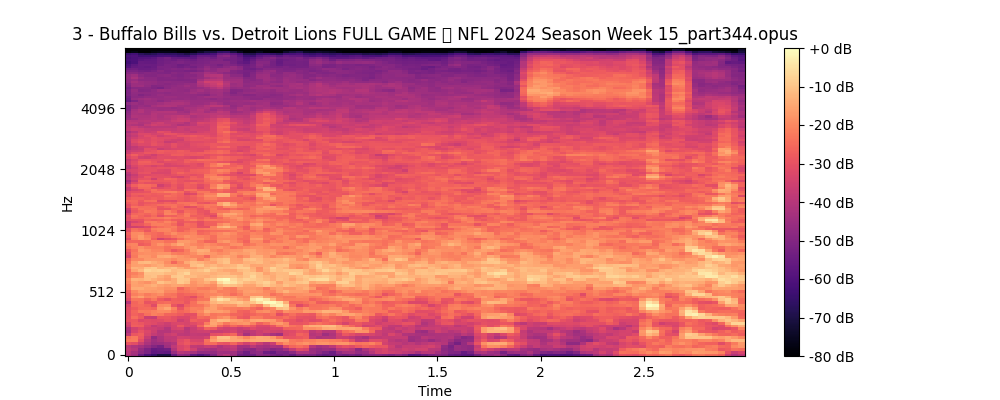 3 - Buffalo Bills vs. Detroit Lions FULL GAME ▯ NFL 2024 Season Week 15_part344.opus
Hz
4096
2048
1024
512
0
0 0.5 1 1.5 2 2.5
Time
+0 dB
-10 dB
-20 dB
-30 dB
-40 dB
-50 dB
-60 dB
-70 dB
-80 dB